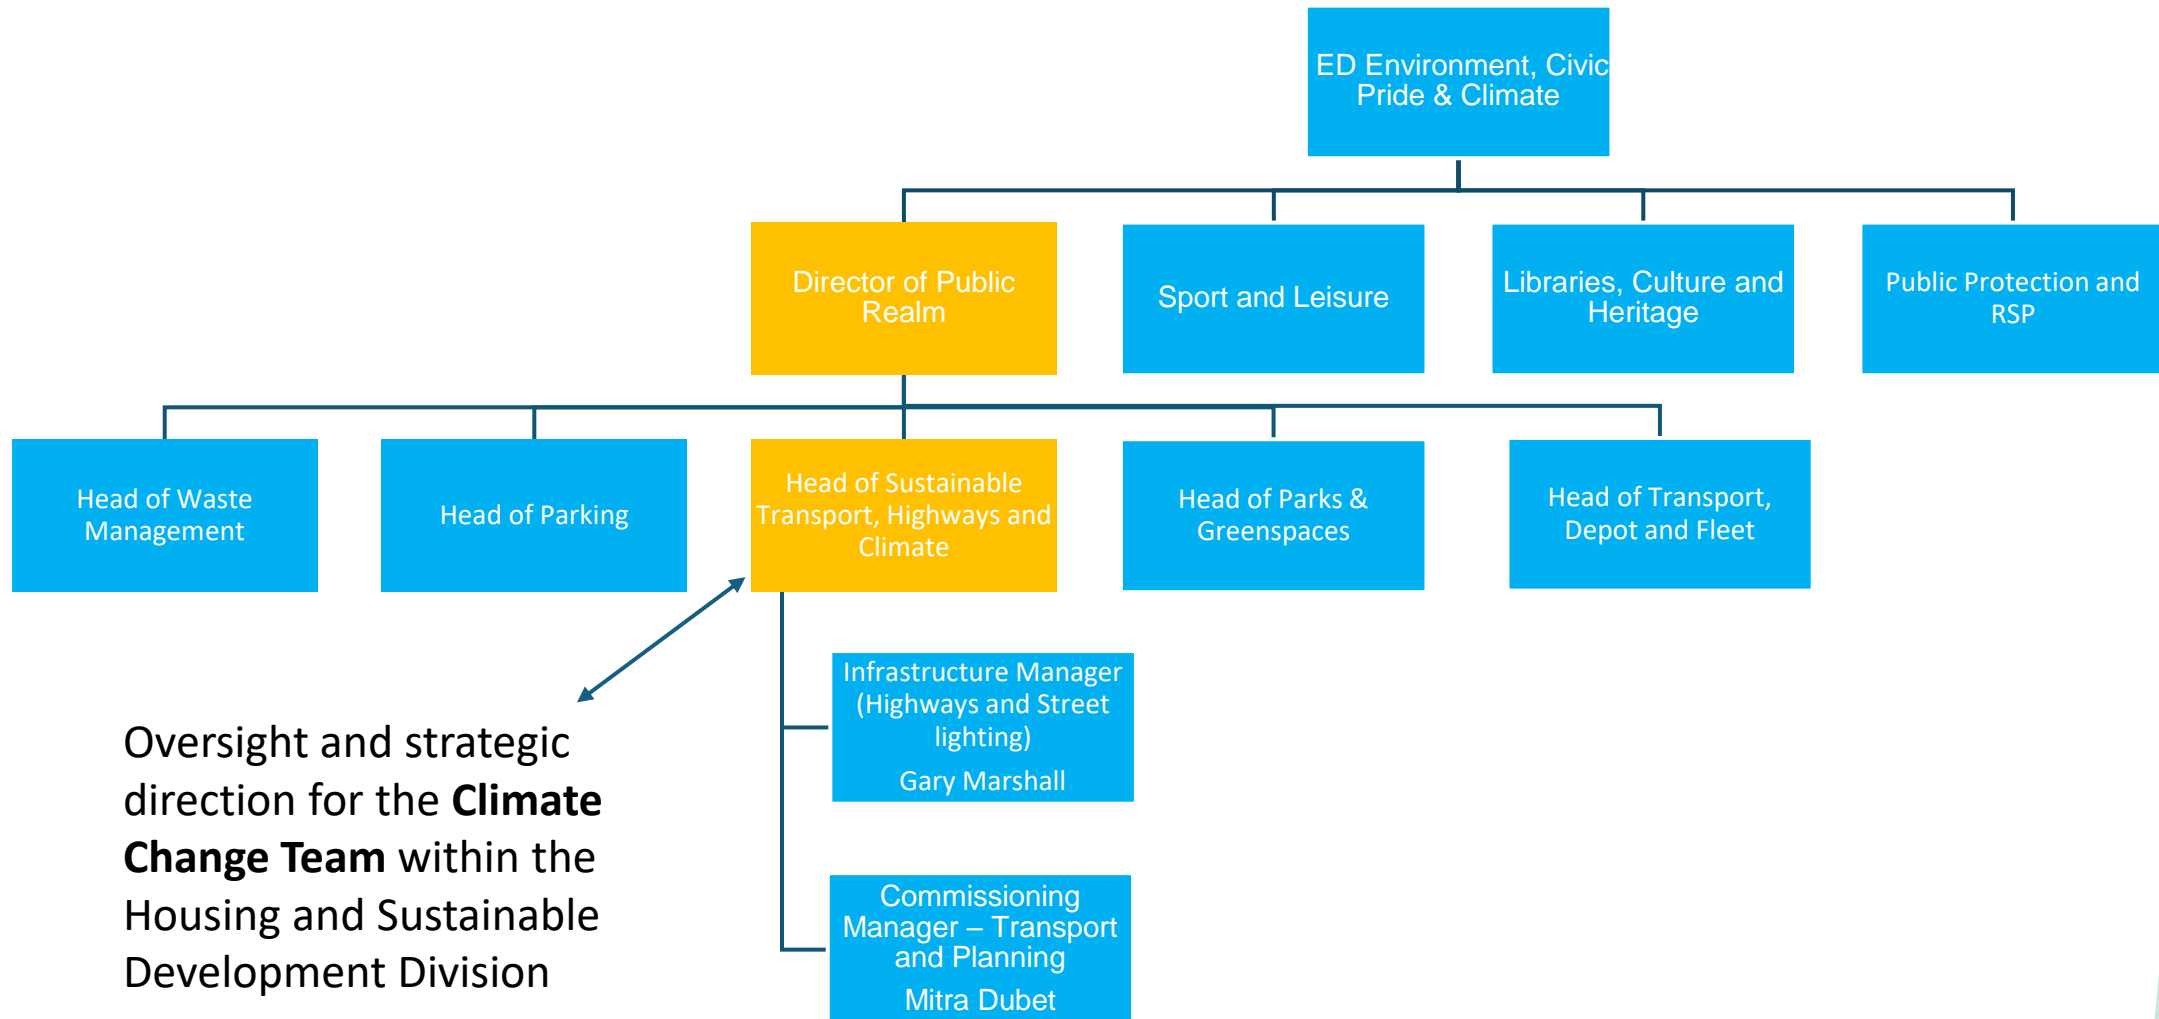 ED Environment, Civic
Pride & Climate
Director of Public
Realm
Sport and Leisure
Libraries, Culture and
Heritage
Public Protection and
RSP
Head of Waste
Management
Head of Parking
Head of Sustainable
Transport, Highways and
Climate
Head of Parks &
Greenspaces
Head of Transport,
Depot and Fleet
Infrastructure Manager
(Highways and Street
lighting)
Gary Marshall
Oversight and strategic
direction for the Climate
Change Team within the
Housing and Sustainable
Development Division
Commissioning
Manager – Transport
and Planning
Mitra Dubet